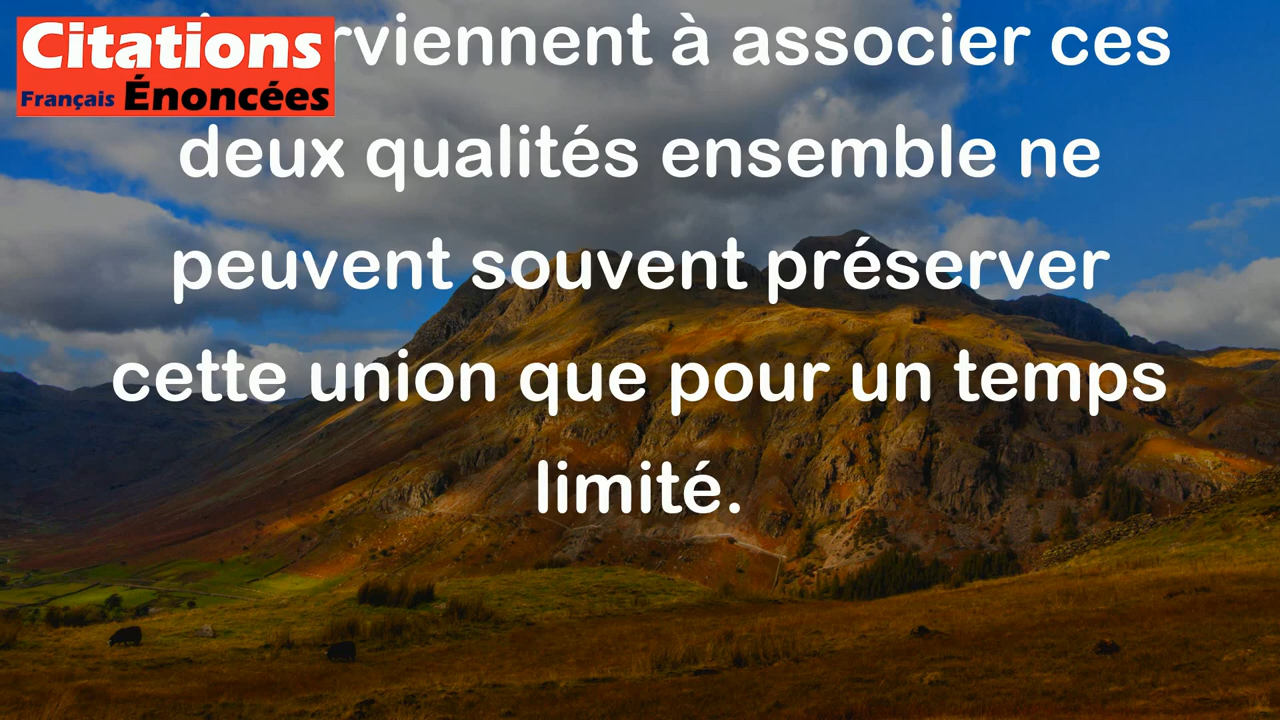 Citations
Français Énoncées
rviennent à associer ces
deux qualités ensemble ne
peuvent souvent préserver
cette union que pour un temps
limité.